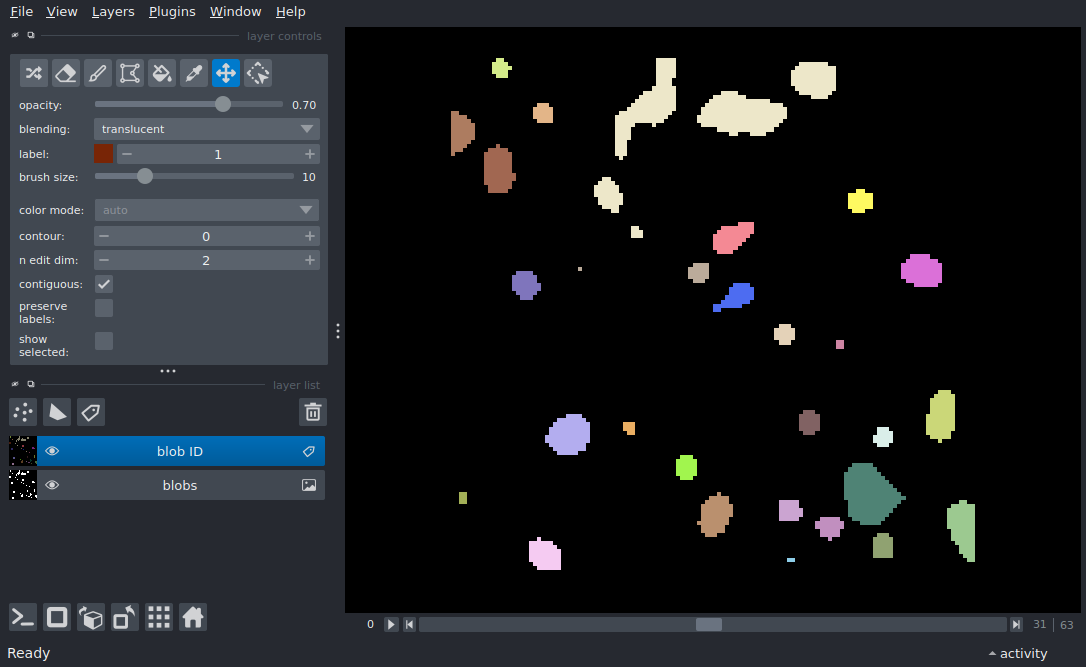 File View Layers Plugins Window Help
layer controls
opacity: 0.70
blending: translucent
label: 1
brush size: 10
color mode: auto
contour: 0
n edit dim: 2
contiguous:
preserve
labels:
show
selected:
layer list
blob ID
blobs
0 31 63
Ready activity